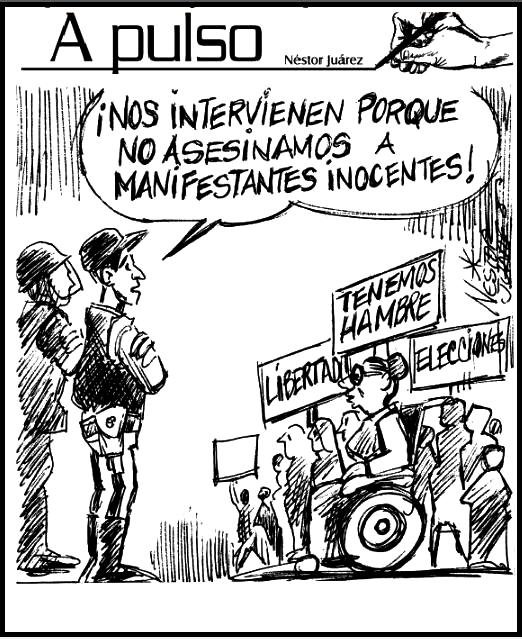 A pulso
Néstor Juárez
¡NOS INTERVIENEN PORQUE
NO ASESINAMOS A
MANIFESTANTES INOCENTES!
TENEMOS
HAMBRE
LIBERTAD!!
ELECCIONES